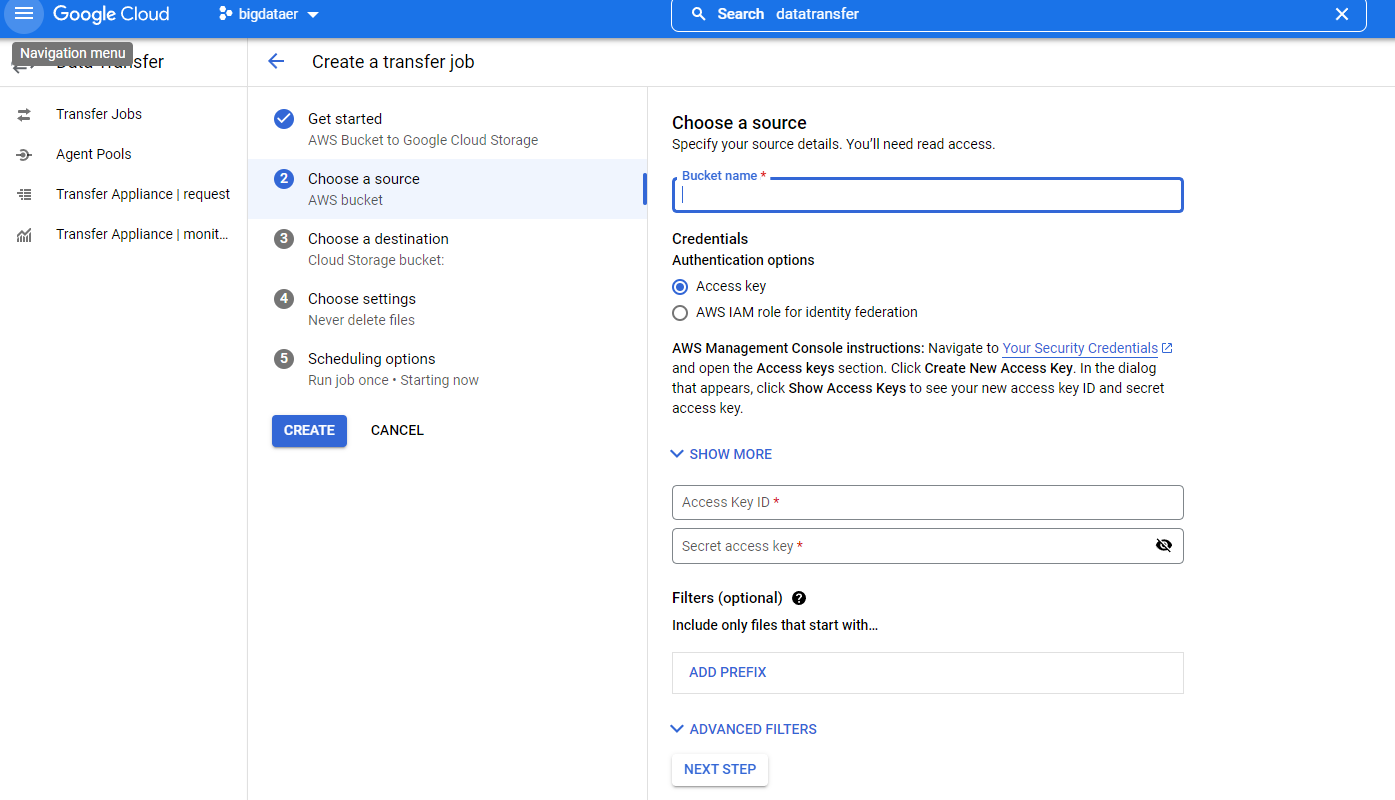 Google Cloud
bigdataer
Search datatransfer
Navigation menu
Data Transfer
Create a transfer job
Transfer Jobs
Agent Pools
Transfer Appliance | request
Transfer Appliance | monit...
Get started
AWS Bucket to Google Cloud Storage
2 Choose a source
AWS bucket
3 Choose a destination
Cloud Storage bucket:
4 Choose settings
Never delete files
5 Scheduling options
Run job once • Starting now
CREATE CANCEL
Choose a source
Specify your source details. You’ll need read access.
Bucket name *
Credentials
Authentication options
Access key
AWS IAM role for identity federation
AWS Management Console instructions: Navigate to Your Security Credentials
and open the Access keys section. Click Create New Access Key. In the dialog
that appears, click Show Access Keys to see your new access key ID and secret
access key.
SHOW MORE
Access Key ID *
Secret access key *
Filters (optional) ?
Include only files that start with…
ADD PREFIX
ADVANCED FILTERS
NEXT STEP